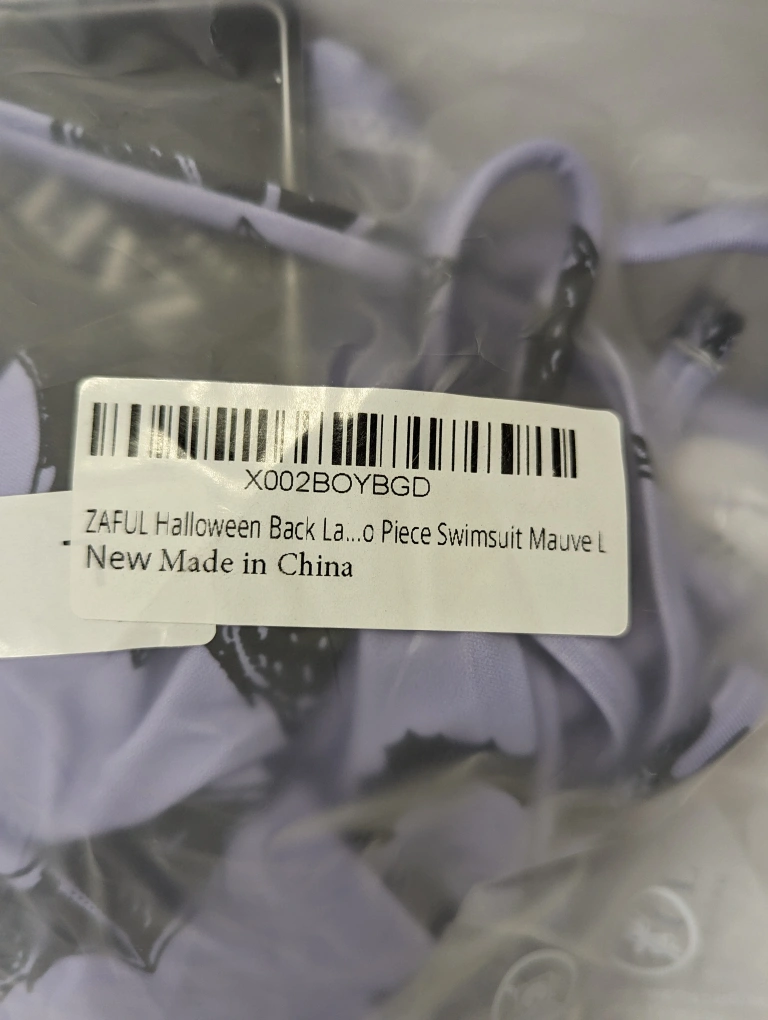 X002BOYBGD
ZAFUL Halloween Back La...o Piece Swimsuit Mauve L
New Made in China